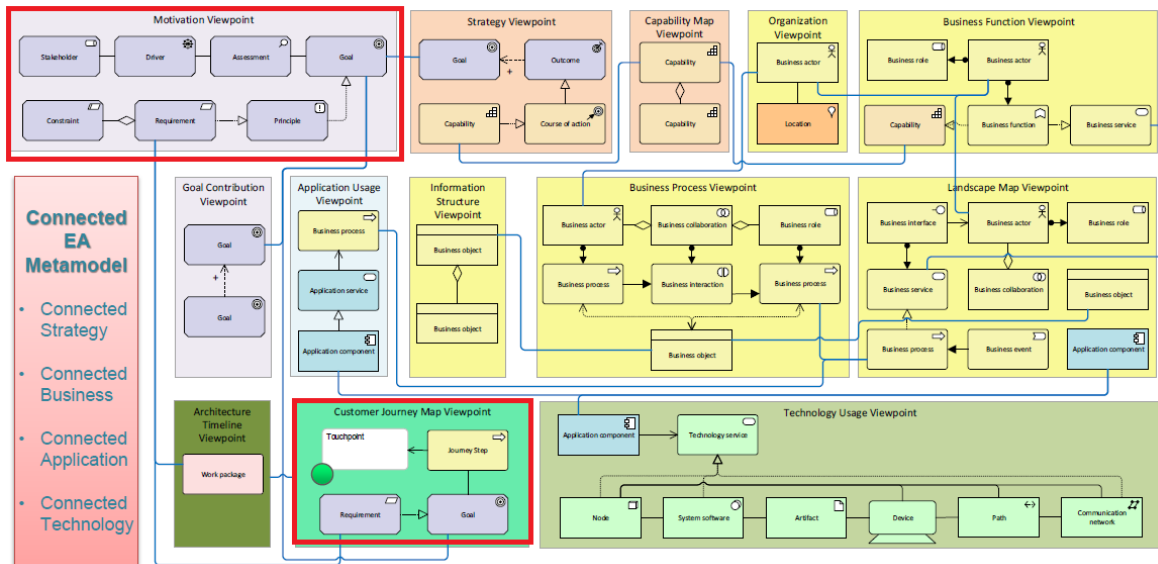 Motivation Viewpoint
Stakeholder
Driver
Assessment
Goal
Constraint
Requirement
Principle
Strategy Viewpoint
Goal
Outcome
+
Capability
Course of action
Capability Map
Viewpoint
Capability
Capability
Organization
Viewpoint
Business actor
Location
Business Function Viewpoint
Business role
Business actor
Capability
Business function
Business service
Connected
EA
Metamodel
• Connected
Strategy
• Connected
Business
• Connected
Application
• Connected
Technology
Goal Contribution
Viewpoint
Goal
+
Goal
Application Usage
Viewpoint
Business process
Application service
Application component
Information
Structure
Viewpoint
Business object
Business object
Business Process Viewpoint
Business actor
Business collaboration
Business role
Business process
Business interaction
Business process
Business object
Landscape Map Viewpoint
Business interface
Business actor
Business role
Business service
Business collaboration
Business object
Business process
Business event
Application component
Architecture
Timeline
Viewpoint
Work package
Customer Journey Map Viewpoint
Touchpoint
Journey Step
Requirement
Goal
Technology Usage Viewpoint
Application component
Technology service
Node
System software
Artifact
Device
Path
Communication
network